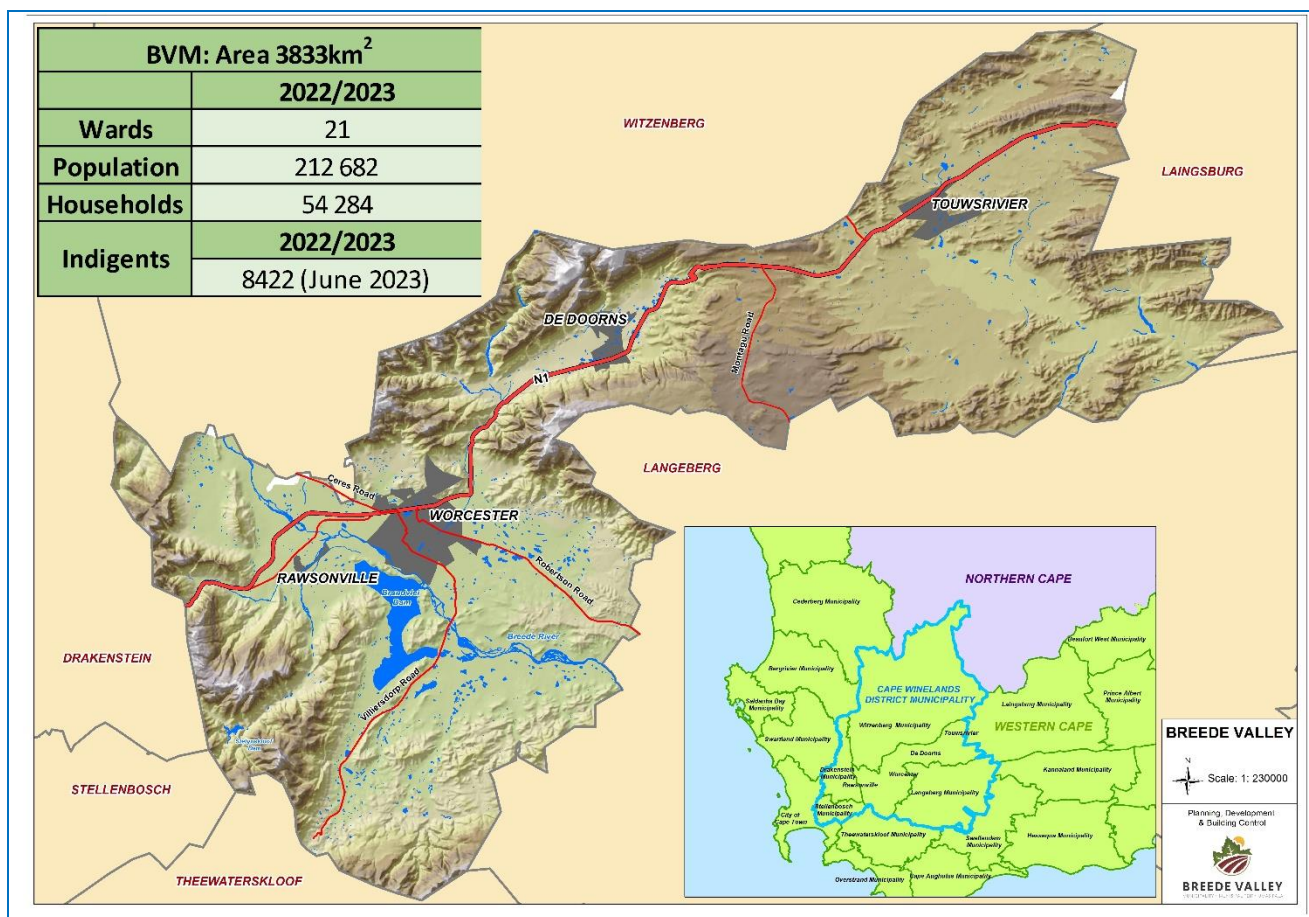 BVM: Area 3833km²
2022/2023
Wards 21
Population 212 682
Households 54 284
Indigents 2022/2023
8422 (June 2023)
WITZENBERG
LAINGSBURG
TOUWSRIVIER
DE DOORNS
Montagu Road
N1
LANGEBERG
Ceres Road
WORCESTER
RAWSONVILLE
Robertson Road
Breede River
DRAKENSTEIN
Villiersdorp Road
STELLENBOSCH
THEEWATERSKLOOF
NORTHERN CAPE
Cederberg Municipality
Beaufort West Municipality
Bergrivier Municipality
CAPE WINELANDS
DISTRICT MUNICIPALITY
Prince Albert
Municipality
Saldanha Bay
Municipality
Laingsburg Municipality
Witzenberg Municipality
WESTERN CAPE
Touwsrivier
Swartland Municipality
De Doorns
Drakenstein
Municipality
Worcester
Kannaland Municipality
Rawsonville
Langeberg Municipality
Stellenbosch
Municipality
City of
Cape Town
Theewaterskloof Municipality
Swellendam
Municipality
Hessequa Municipality
Overstrand Municipality
Cape Agulhas Municipality
BREEDE VALLEY
N
Scale: 1: 230000
Planning, Development
& Building Control
BREEDE VALLEY